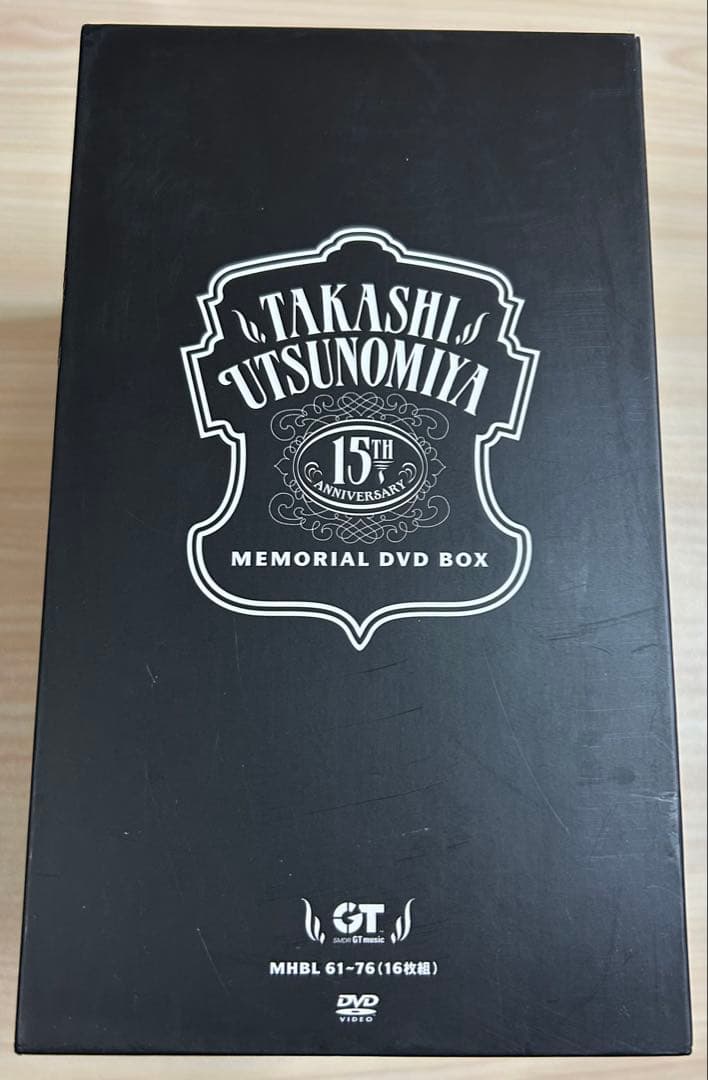 TAKASHI
UTSUNOMIYA
15TH
ANNIVERSARY
MEMORIAL DVD BOX
GT
SMDR GT music
MHBL 61~76(16枚組)
DVD
VIDEO